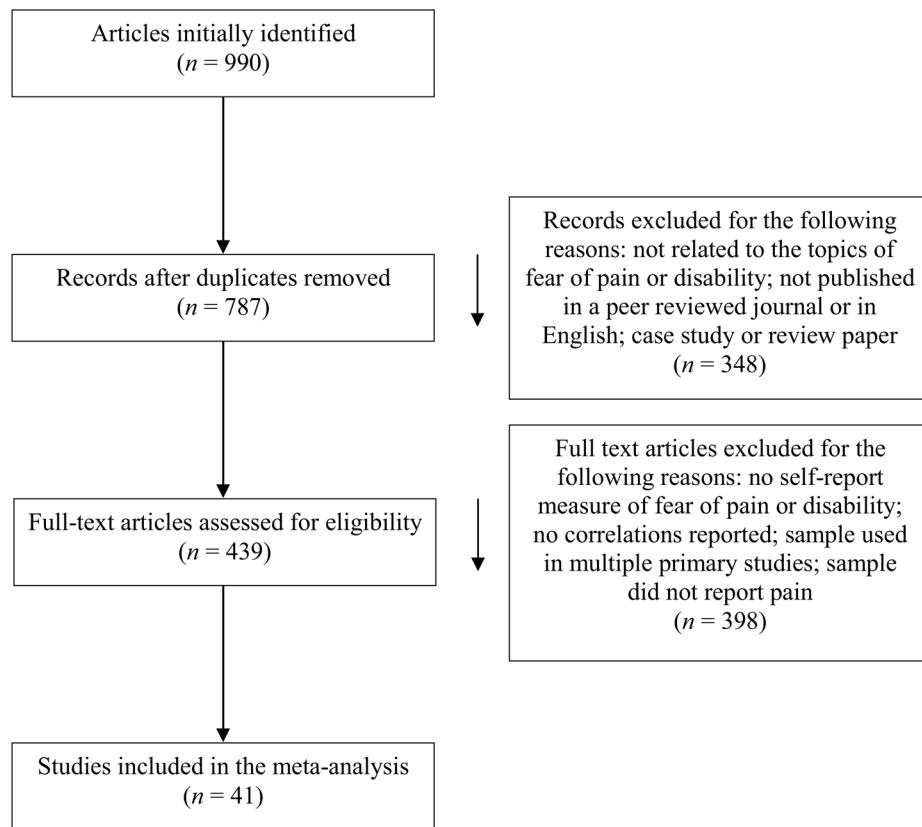 Articles initially identified
(n = 990)
Records after duplicates removed
(n = 787)
Records excluded for the following
reasons: not related to the topics of
fear of pain or disability; not published
in a peer reviewed journal or in
English; case study or review paper
(n = 348)
Full-text articles assessed for eligibility
(n = 439)
Full text articles excluded for the
following reasons: no self-report
measure of fear of pain or disability;
no correlations reported; sample used
in multiple primary studies; sample
did not report pain
(n = 398)
Studies included in the meta-analysis
(n = 41)